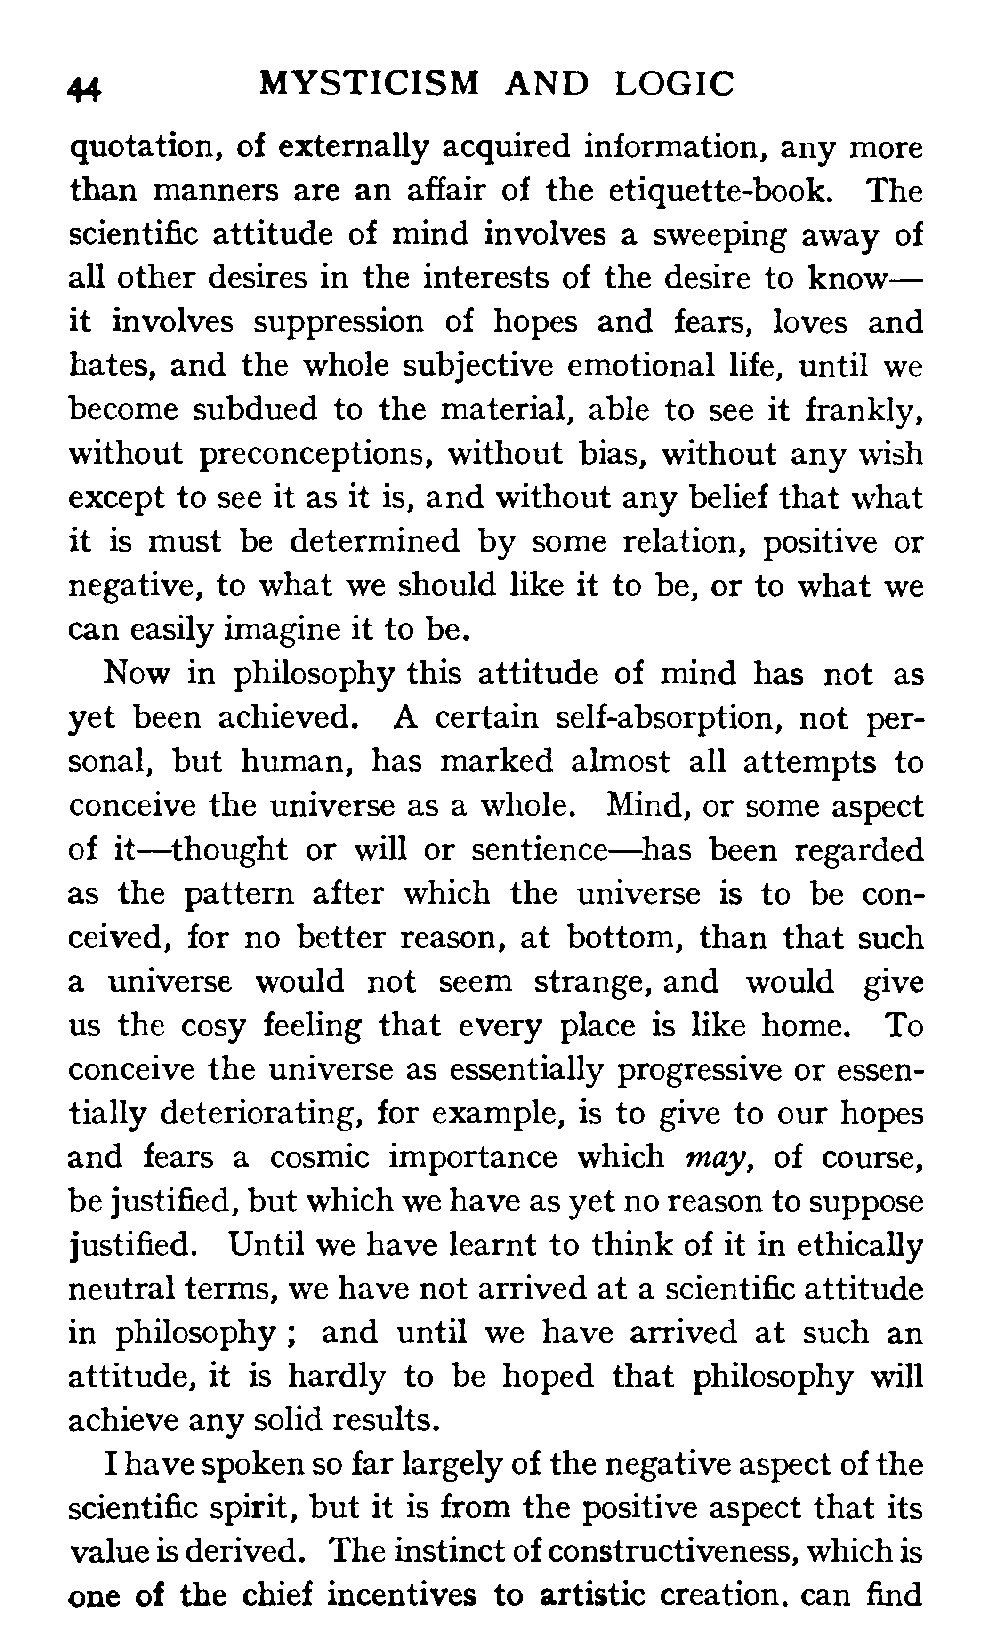 44 MYSTICISM AND LOGIC
quotation, of externally acquired information, any more
than manners are an affair of the etiquette-book. The
scientific attitude of mind involves a sweeping away of
all other desires in the interests of the desire to know—
it involves suppression of hopes and fears, loves and
hates, and the whole subjective emotional life, until we
become subdued to the material, able to see it frankly,
without preconceptions, without bias, without any wish
except to see it as it is, and without any belief that what
it is must be determined by some relation, positive or
negative, to what we should like it to be, or to what we
can easily imagine it to be.
Now in philosophy this attitude of mind has not as
yet been achieved. A certain self-absorption, not per-
sonal, but human, has marked almost all attempts to
conceive the universe as a whole. Mind, or some aspect
of it—thought or will or sentience—has been regarded
as the pattern after which the universe is to be con-
ceived, for no better reason, at bottom, than that such
a universe would not seem strange, and would give
us the cosy feeling that every place is like home. To
conceive the universe as essentially progressive or essen-
tially deteriorating, for example, is to give to our hopes
and fears a cosmic importance which may, of course,
be justified, but which we have as yet no reason to suppose
justified. Until we have learnt to think of it in ethically
neutral terms, we have not arrived at a scientific attitude
in philosophy ; and until we have arrived at such an
attitude, it is hardly to be hoped that philosophy will
achieve any solid results.
I have spoken so far largely of the negative aspect of the
scientific spirit, but it is from the positive aspect that its
value is derived. The instinct of constructiveness, which is
one of the chief incentives to artistic creation. can find